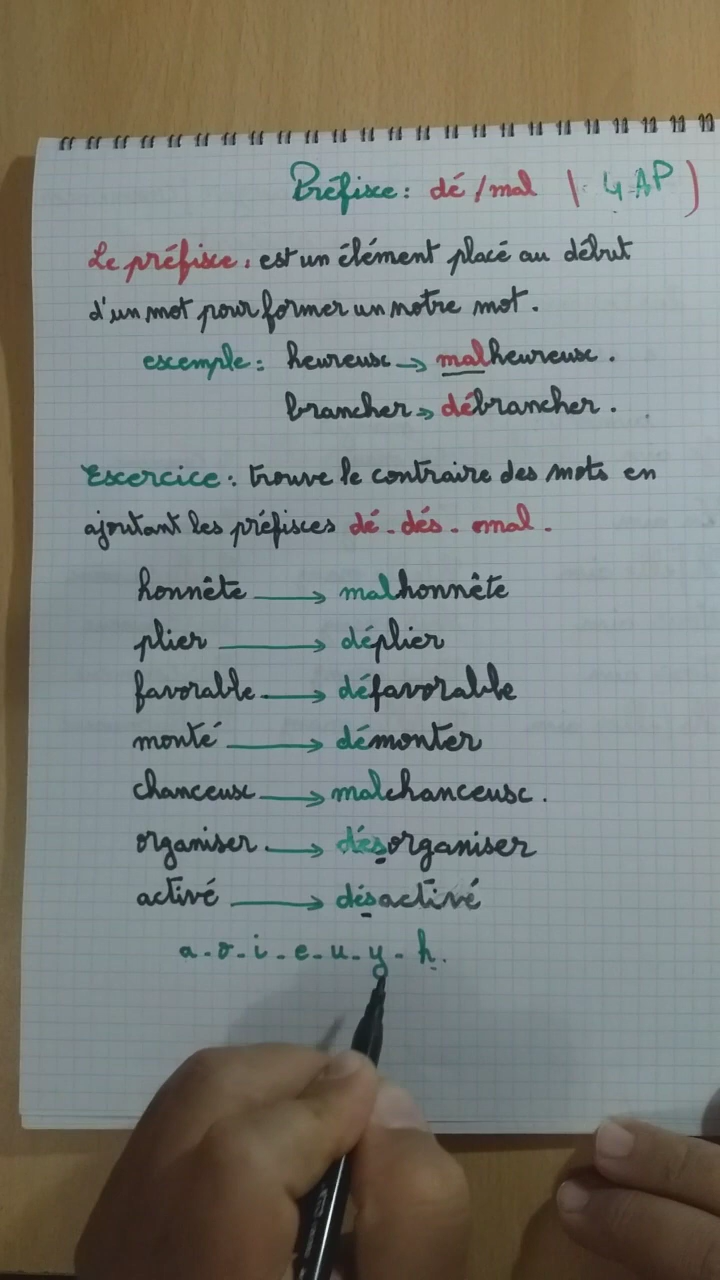 Préfixe : dé / mal ( 4 AP )
Le préfixe : est un élément placé au début
d'un mot pour former un notre mot.
exemple : heureux → malheureux.
brancher → débrancher.
Exercice : trouve le contraire des mots en
ajoutant les préfixes dé - dés - mal.
honnête → malhonnête
plier → déplier
favorable → défavorable
monté → démonter
chanceux → malchanceux.
organiser → désorganiser
activé → désactivé
a - o - i - e - u - y - h.